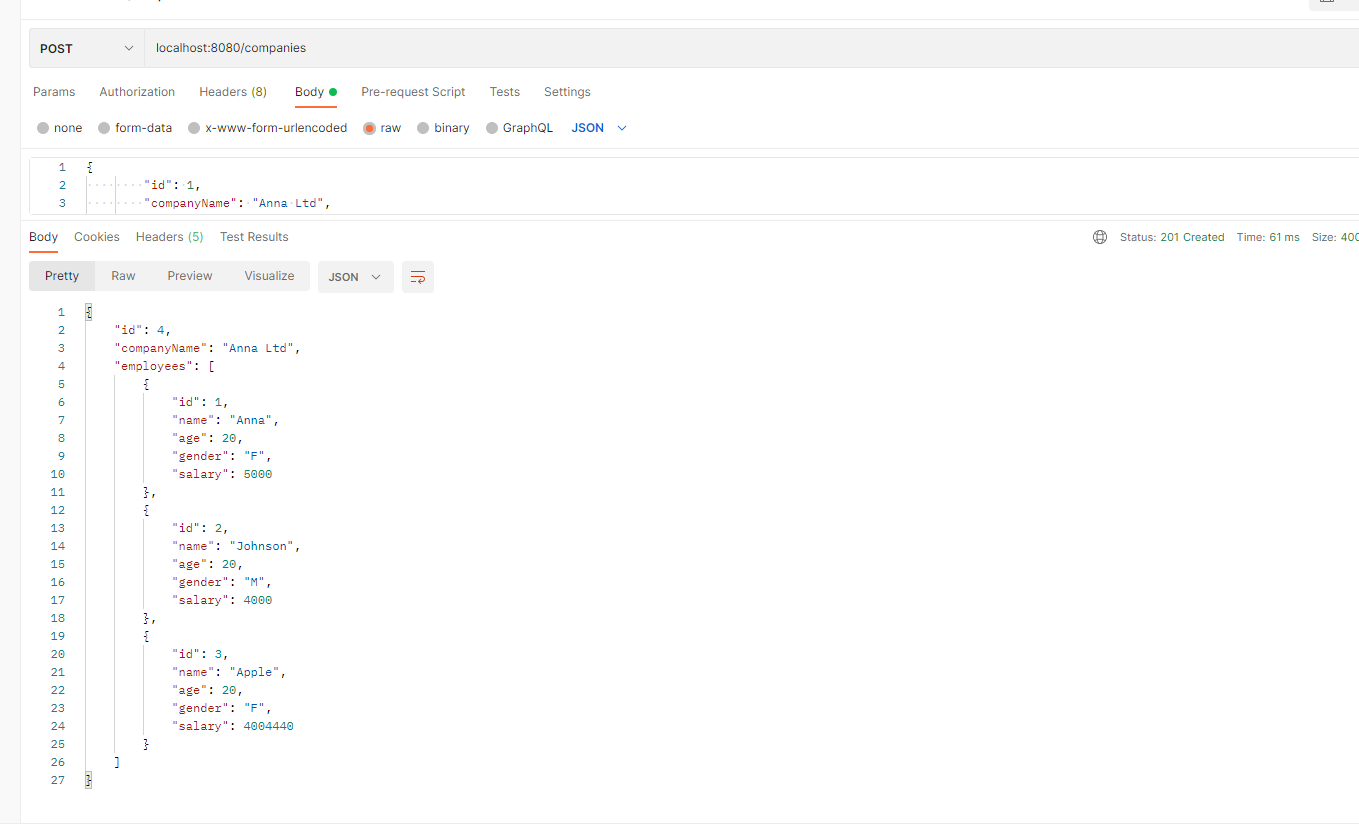 POST localhost:8080/companies
Params Authorization Headers (8) Body Pre-request Script Tests Settings
none form-data x-www-form-urlencoded raw binary GraphQL JSON
1 {
2 "id": 1,
3 "companyName": "Anna Ltd",
Body Cookies Headers (5) Test Results Status: 201 Created Time: 61 ms Size: 400
Pretty Raw Preview Visualize JSON
1 {
2 "id": 4,
3 "companyName": "Anna Ltd",
4 "employees": [
5 {
6 "id": 1,
7 "name": "Anna",
8 "age": 20,
9 "gender": "F",
10 "salary": 5000
11 },
12 {
13 "id": 2,
14 "name": "Johnson",
15 "age": 20,
16 "gender": "M",
17 "salary": 4000
18 },
19 {
20 "id": 3,
21 "name": "Apple",
22 "age": 20,
23 "gender": "F",
24 "salary": 4004440
25 }
26 ]
27 }